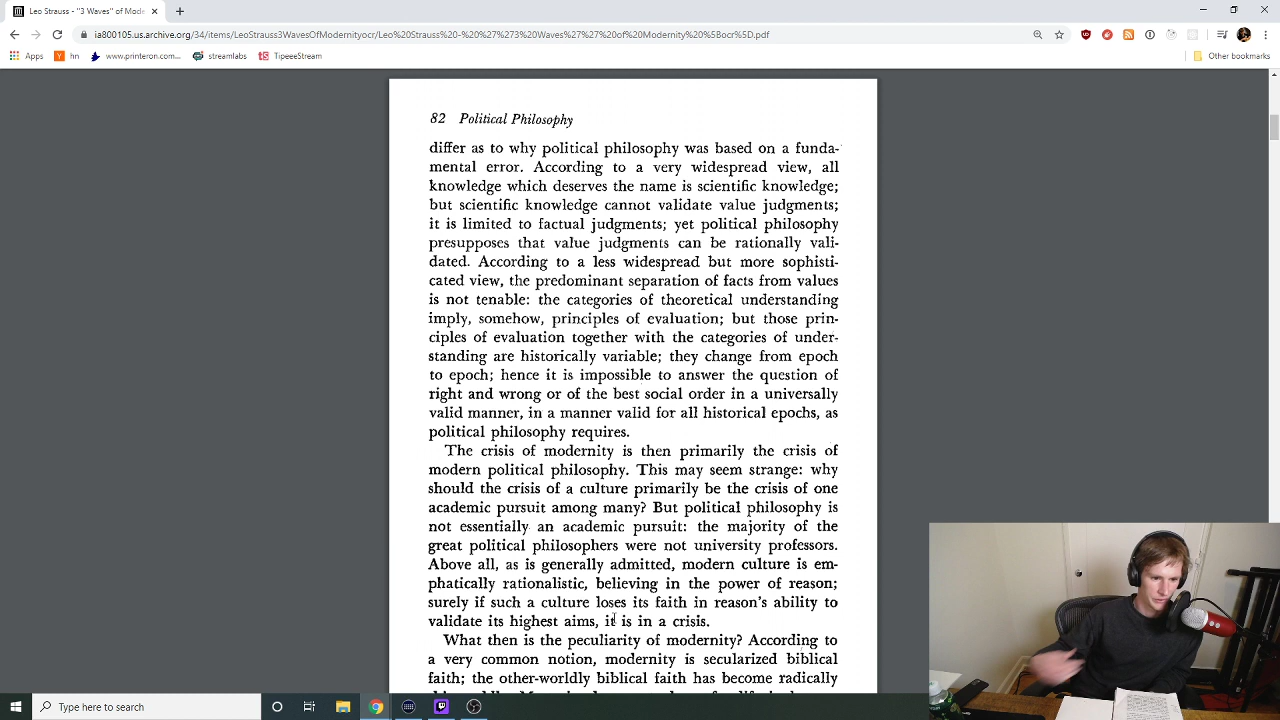 Leo Strauss - "3 Waves" of Mode
ia800105.us.archive.org/34/items/LeoStrauss3WavesOfModernityocr/Leo%20Strauss%20-%20%27%273%20Waves%27%27%20of%20Modernity%20%5Bocr%5D.pdf
Apps hn www.printeron.com... streamlabs TipeeeStream Other bookmarks
82 Political Philosophy
differ as to why political philosophy was based on a funda-
mental error. According to a very widespread view, all
knowledge which deserves the name is scientific knowledge;
but scientific knowledge cannot validate value judgments;
it is limited to factual judgments; yet political philosophy
presupposes that value judgments can be rationally vali-
dated. According to a less widespread but more sophisti-
cated view, the predominant separation of facts from values
is not tenable: the categories of theoretical understanding
imply, somehow, principles of evaluation; but those prin-
ciples of evaluation together with the categories of under-
standing are historically variable; they change from epoch
to epoch; hence it is impossible to answer the question of
right and wrong or of the best social order in a universally
valid manner, in a manner valid for all historical epochs, as
political philosophy requires.
The crisis of modernity is then primarily the crisis of
modern political philosophy. This may seem strange: why
should the crisis of a culture primarily be the crisis of one
academic pursuit among many? But political philosophy is
not essentially an academic pursuit: the majority of the
great political philosophers were not university professors.
Above all, as is generally admitted, modern culture is em-
phatically rationalistic, believing in the power of reason;
surely if such a culture loses its faith in reason's ability to
validate its highest aims, it is in a crisis.
What then is the peculiarity of modernity? According to
a very common notion, modernity is secularized biblical
faith; the other-worldly biblical faith has become radically
Type here to search